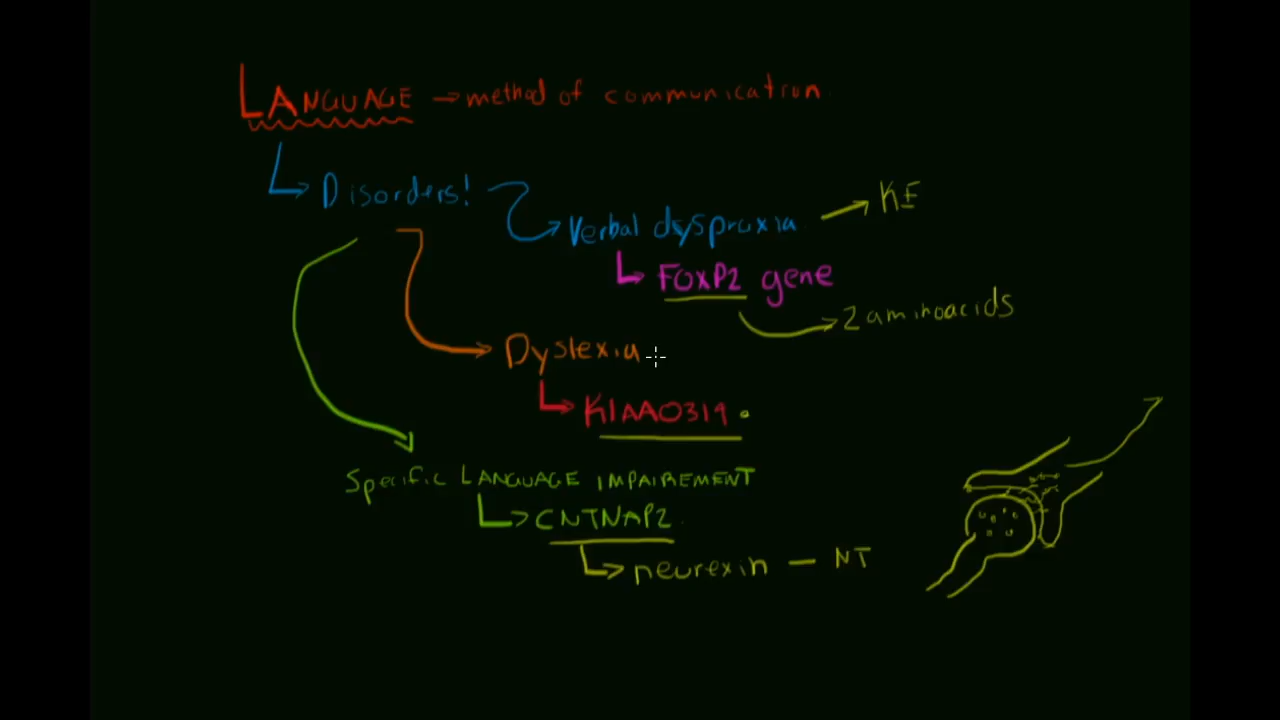 LANGUAGE → method of communication
Disorders!
KE
Verbal dyspraxia
FOXP2 gene
2 aminoacids
Dyslexia
KIAA0319
Specific LANGUAGE IMPAIREMENT
CNTNAP2
neurexin – NT